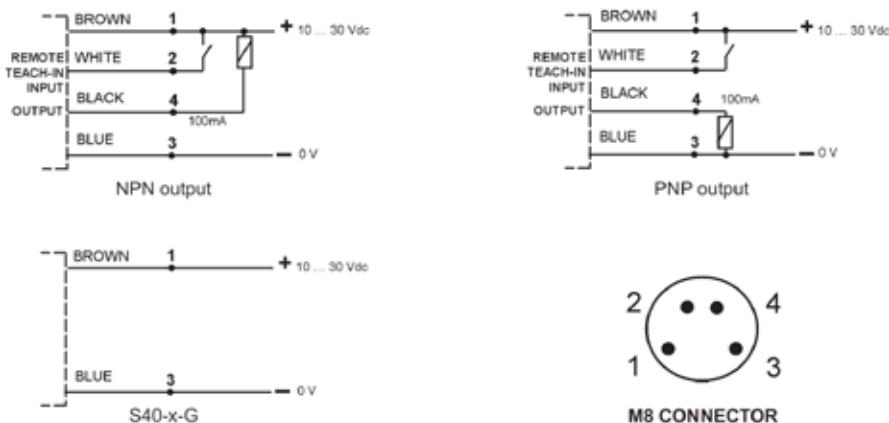 BROWN 1 + 10 ... 30 Vdc
REMOTE TEACH-IN INPUT WHITE 2
OUTPUT BLACK 4 100mA
BLUE 3 – 0 V
NPN output
BROWN 1 + 10 ... 30 Vdc
REMOTE TEACH-IN INPUT WHITE 2
OUTPUT BLACK 4 100mA
BLUE 3 – 0 V
PNP output
BROWN 1 + 10 ... 30 Vdc
BLUE 3 – 0 V
S40-x-G
2 4
1 3
M8 CONNECTOR